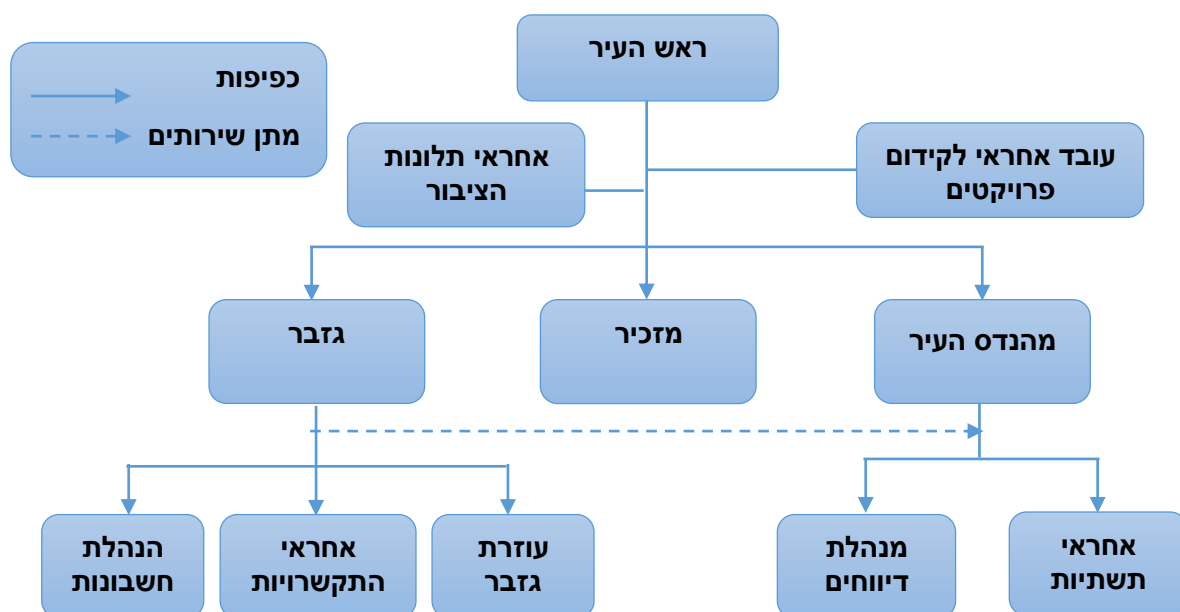 ראש העיר
כפיפות
מתן שירותים
עובד אחראי לקידום
פרויקטים
אחראי תלונות
הציבור
מהנדס העיר
מזכיר
גזבר
אחראי
תשתיות
מנהלת
דיווחים
עוזרת
גזבר
אחראי
התקשרויות
הנהלת
חשבונות